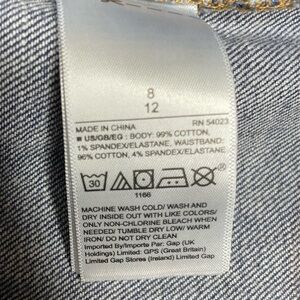 8
12
MADE IN CHINA RN 54023
■ US/GB/EG : BODY: 99% COTTON,
1% SPANDEX/ELASTANE, WAISTBAND:
96% COTTON, 4% SPANDEX/ELASTANE
30
1166
MACHINE WASH COLD/ WASH AND
DRY INSIDE OUT WITH LIKE COLORS/
ONLY NON-CHLORINE BLEACH WHEN
NEEDED/ TUMBLE DRY LOW/ WARM
IRON/ DO NOT DRY CLEAN
Imported by/Importe Par: Gap (UK
Holdings) Limited: GPS (Great Britain)
Limited Gap Stores (Ireland) Limited